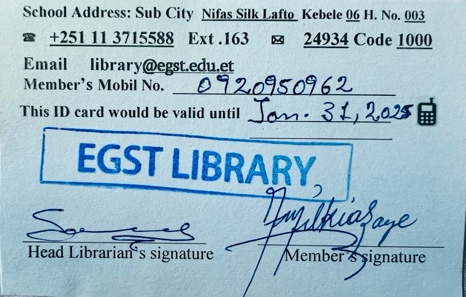 School Address: Sub City Nifas Silk Lafto Kebele 06 H. No. 003
☎ +251 11 3715588 Ext .163 ✉ 24934 Code 1000
Email library@egst.edu.et
Member's Mobil No. 0920950962
This ID card would be valid until Jan. 31, 2025
EGST LIBRARY
Head Librarian's signature Member's signature